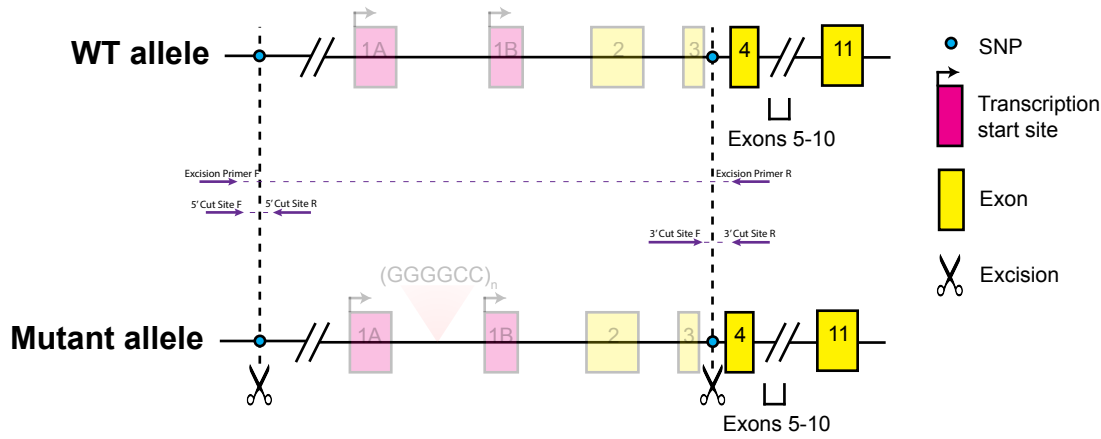 WT allele
1A
1B
2
3
4
11
Exons 5-10
SNP
Transcription
start site
Exon
Excision
Excision Primer F
Excision Primer R
5' Cut Site F
5' Cut Site R
3' Cut Site F
3' Cut Site R
(GGGGCC)n
Mutant allele
1A
1B
2
3
4
11
Exons 5-10